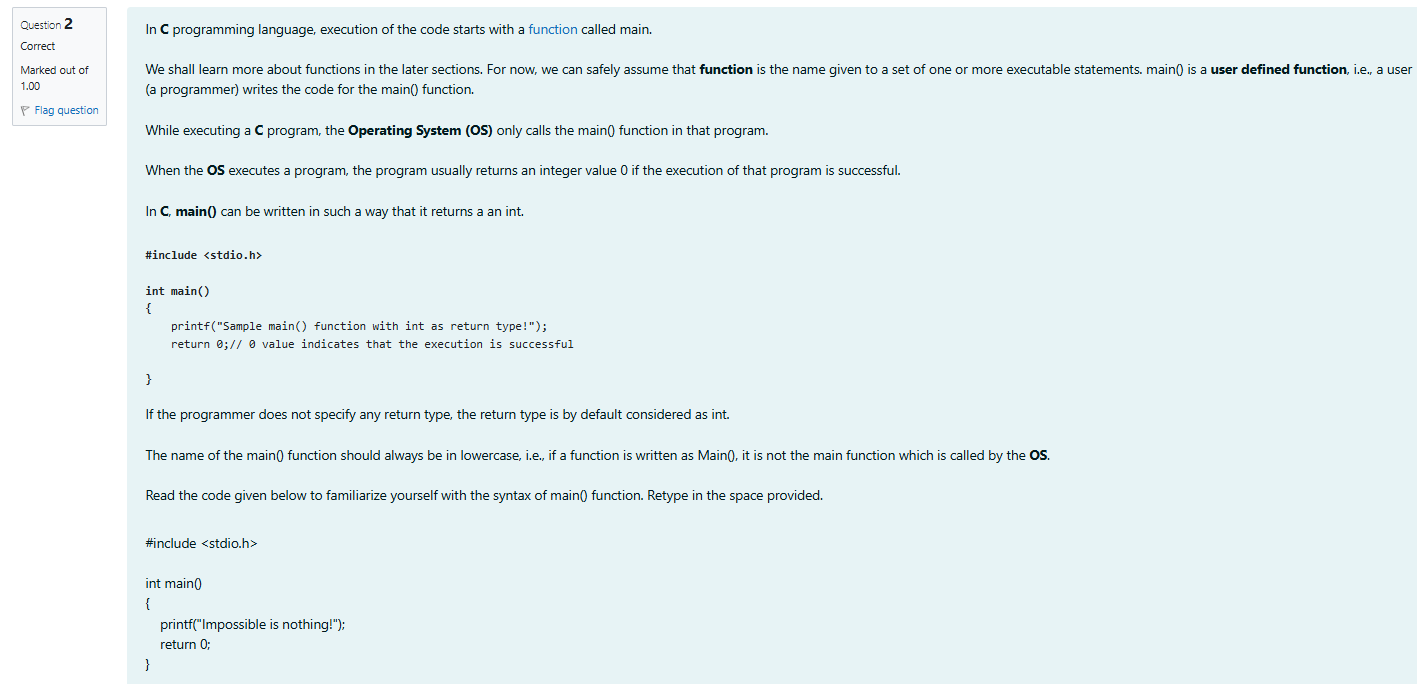 Question 2
Correct
Marked out of
1.00
Flag question
In C programming language, execution of the code starts with a function called main.
We shall learn more about functions in the later sections. For now, we can safely assume that function is the name given to a set of one or more executable statements. main() is a user defined function, i.e., a user
(a programmer) writes the code for the main() function.
While executing a C program, the Operating System (OS) only calls the main() function in that program.
When the OS executes a program, the program usually returns an integer value 0 if the execution of that program is successful.
In C, main() can be written in such a way that it returns a an int.
#include <stdio.h>
int main()
{
printf("Sample main() function with int as return type!");
return 0;// 0 value indicates that the execution is successful
}
If the programmer does not specify any return type, the return type is by default considered as int.
The name of the main() function should always be in lowercase, i.e., if a function is written as Main(), it is not the main function which is called by the OS.
Read the code given below to familiarize yourself with the syntax of main() function. Retype in the space provided.
#include <stdio.h>
int main()
{
printf("Impossible is nothing!");
return 0;
}